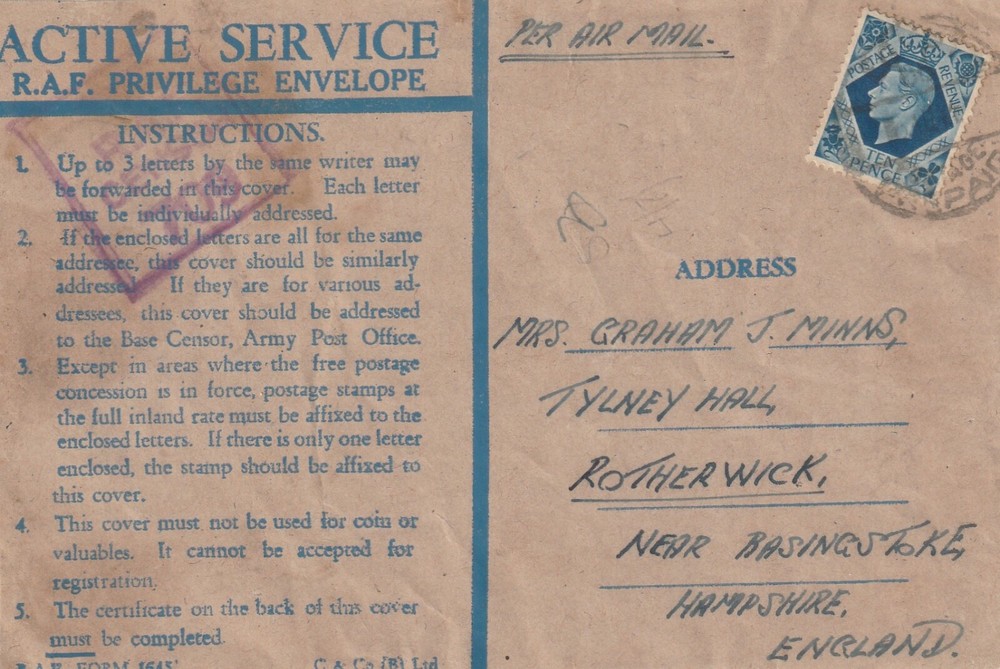 ACTIVE SERVICE
R.A.F. PRIVILEGE ENVELOPE
INSTRUCTIONS.
1. Up to 3 letters by the same writer may
be forwarded in this cover. Each letter
must be individually addressed.
2. If the enclosed letters are all for the same
addressee, this cover should be similarly
addressed. If they are for various ad-
dressees, this cover should be addressed
to the Base Censor, Army Post Office.
3. Except in areas where the free postage
concession is in force, postage stamps at
the full inland rate must be affixed to the
enclosed letters. If there is only one letter
enclosed, the stamp should be affixed to
this cover.
4. This cover must not be used for coin or
valuables. It cannot be accepted for
registration.
5. The certificate on the back of this cover
must be completed.
R.A.F. FORM 1645
C. & Co (B) Ltd
PER AIR MAIL.
POSTAGE
REVENUE
TEN
PENCE
ADDRESS
MRS. GRAHAM J. MINNS,
TYLNEY HALL,
ROTHERWICK,
NEAR BASINGSTOKE,
HAMPSHIRE,
ENGLAND.